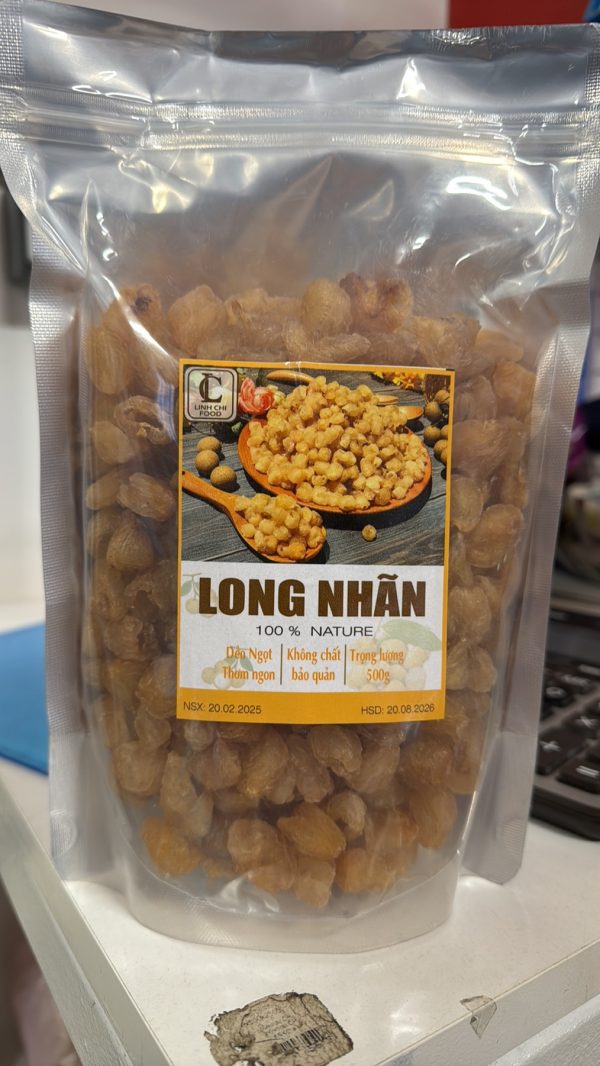 LC
LINH CHI
FOOD
LONG NHÃN
100 % NATURE
Dẻo Ngọt
Thơm ngon
Không chất
bảo quản
Trọng lượng
500g
NSX: 20.02.2025
HSD: 20.08.2026